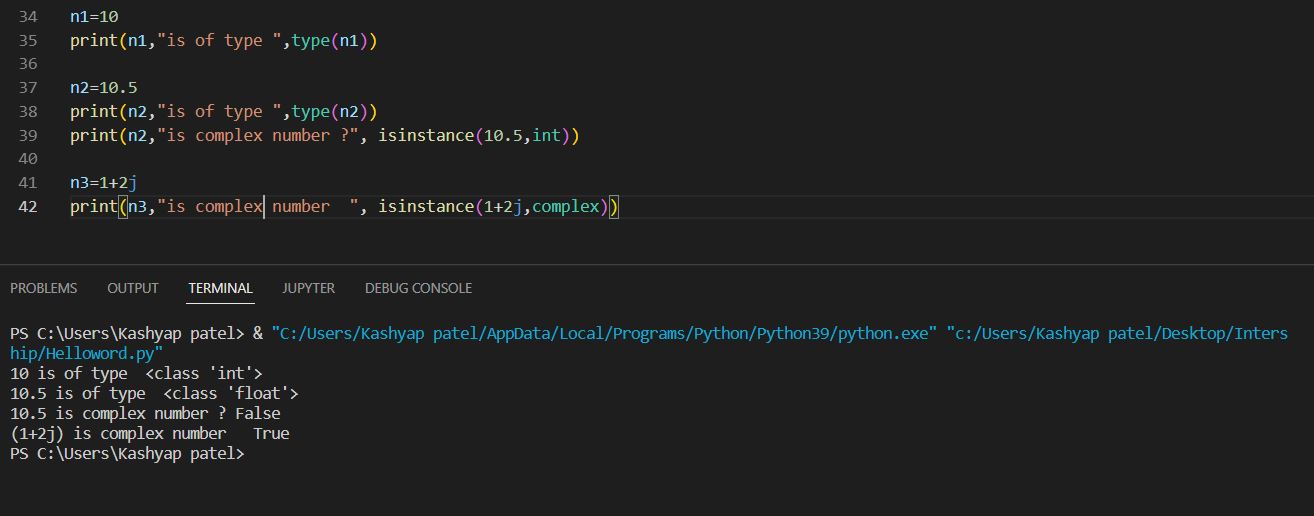 34 n1=10
35 print(n1,"is of type ",type(n1))
36
37 n2=10.5
38 print(n2,"is of type ",type(n2))
39 print(n2,"is complex number ?", isinstance(10.5,int))
40
41 n3=1+2j
42 print(n3,"is complex number  ", isinstance(1+2j,complex))
PROBLEMS OUTPUT TERMINAL JUPYTER DEBUG CONSOLE
PS C:\Users\Kashyap patel> & "C:/Users/Kashyap patel/AppData/Local/Programs/Python/Python39/python.exe" "c:/Users/Kashyap patel/Desktop/Inters
hip/Helloword.py"
10 is of type  <class 'int'>
10.5 is of type  <class 'float'>
10.5 is complex number ? False
(1+2j) is complex number   True
PS C:\Users\Kashyap patel>